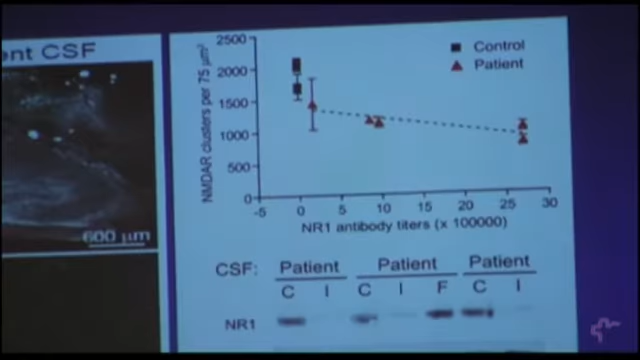 ent CSF
600 µm
NMDAR clusters per 75 µm³
2500
2000
1500
1000
500
0
Control
Patient
-5 0 5 10 15 20 25 30
NR1 antibody titers (x 100000)
CSF: Patient Patient Patient
C I C I F C I
NR1